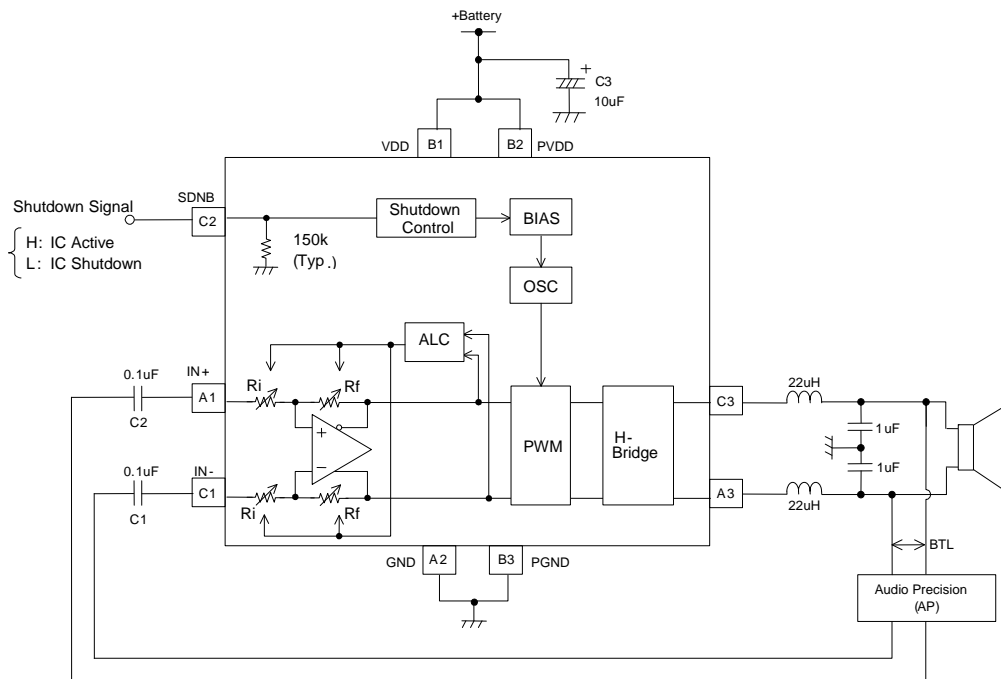 +Battery
+
C3
10uF
VDD
B1
B2
PVDD
SDNB
Shutdown Signal
C2
H: IC Active
L: IC Shutdown
150k
(Typ.)
Shutdown
Control
BIAS
OSC
ALC
0.1uF
IN+
A1
C2
Ri
Rf
+
−
PWM
H-
Bridge
C3
22uH
1uF
1uF
0.1uF
IN-
C1
C1
Ri
Rf
A3
22uH
GND
A2
B3
PGND
BTL
Audio Precision
(AP)